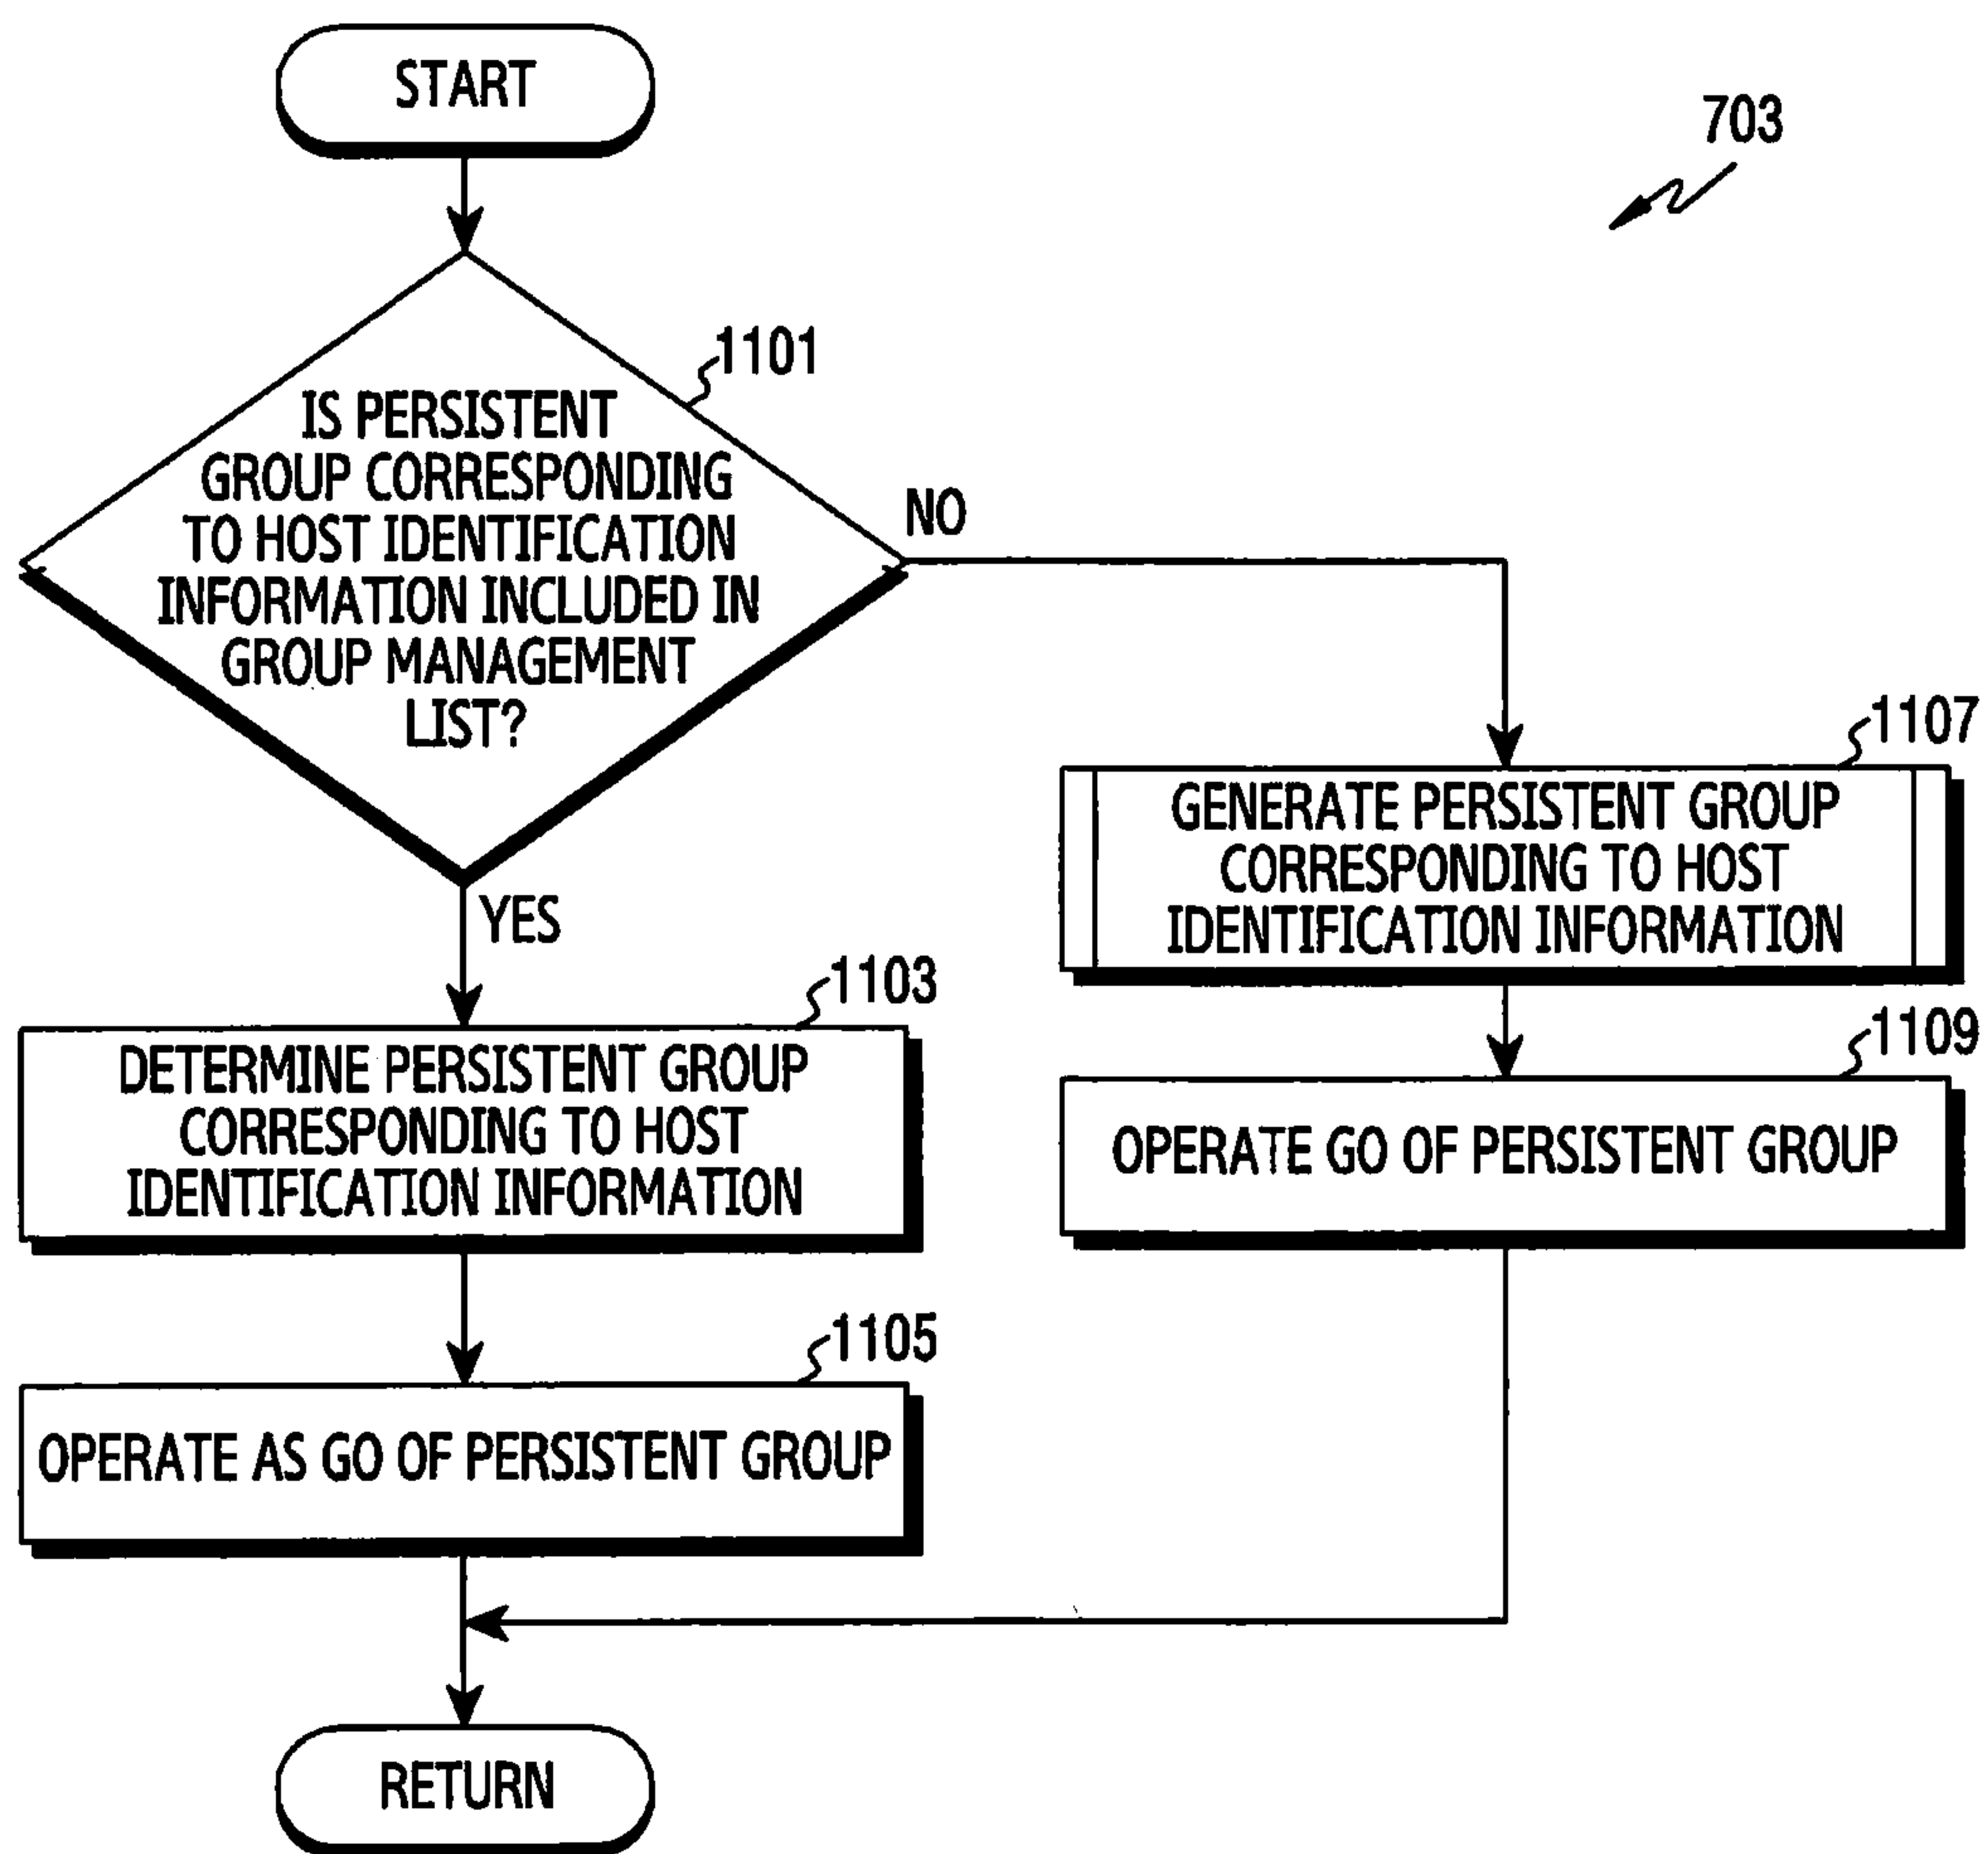 START
703
1101
IS PERSISTENT
GROUP CORRESPONDING
TO HOST IDENTIFICATION
INFORMATION INCLUDED IN
GROUP MANAGEMENT
LIST?
NO
YES
1107
GENERATE PERSISTENT GROUP
CORRESPONDING TO HOST
IDENTIFICATION INFORMATION
1103
DETERMINE PERSISTENT GROUP
CORRESPONDING TO HOST
IDENTIFICATION INFORMATION
1109
OPERATE GO OF PERSISTENT GROUP
1105
OPERATE AS GO OF PERSISTENT GROUP
RETURN